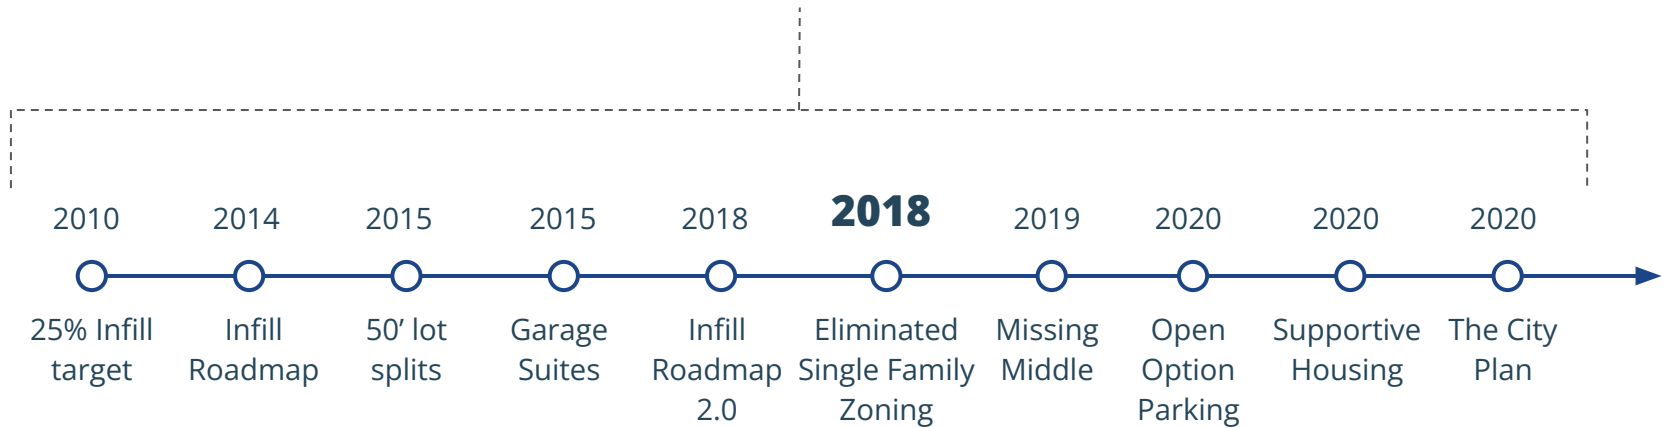 2010 2014 2015 2015 2018 2018 2019 2020 2020 2020
25% Infill
target
Infill
Roadmap
50’ lot
splits
Garage
Suites
Infill
Roadmap
2.0
Eliminated
Single Family
Zoning
Missing
Middle
Open
Option
Parking
Supportive
Housing
The City
Plan